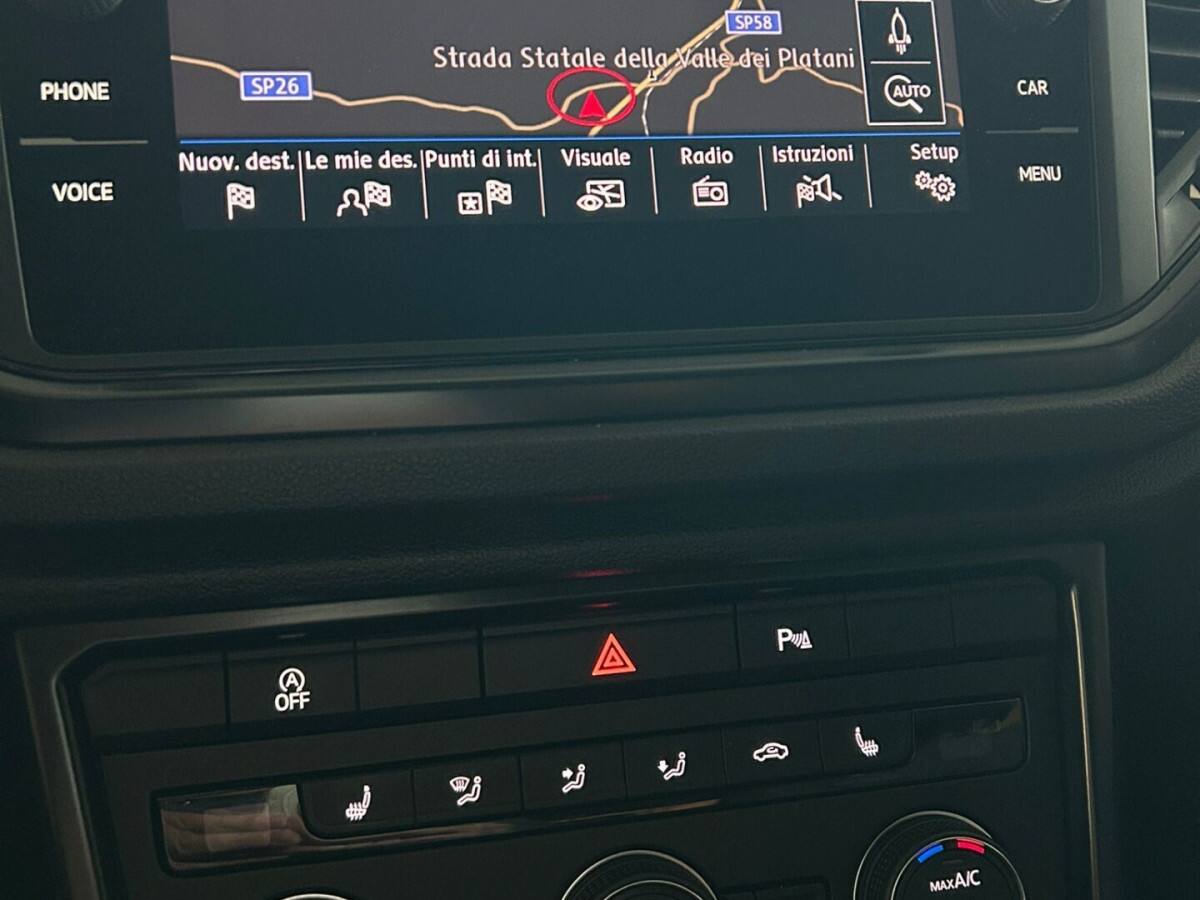 SP58
Strada Statale della Valle dei Platani
SP26
AUTO
PHONE
CAR
Nuov. dest.
Le mie des.
Punti di int.
Visuale
Radio
Istruzioni
Setup
VOICE
MENU
A
OFF
P
MAX A/C